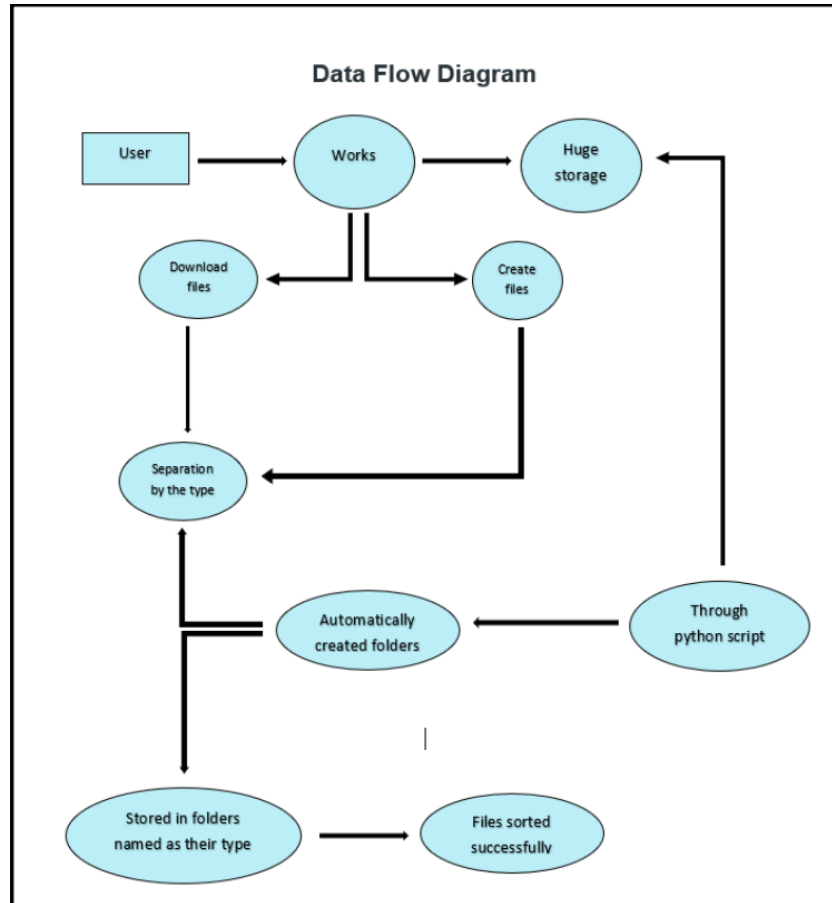 Data Flow Diagram
User
Works
Huge
storage
Download
files
Create
files
Separation
by the type
Automatically
created folders
Through
python script
Stored in folders
named as their type
Files sorted
successfully